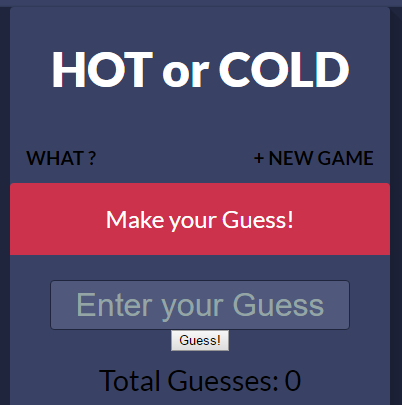 HOT or COLD
WHAT ? + NEW GAME
Make your Guess!
Enter your Guess
Guess!
Total Guesses: 0